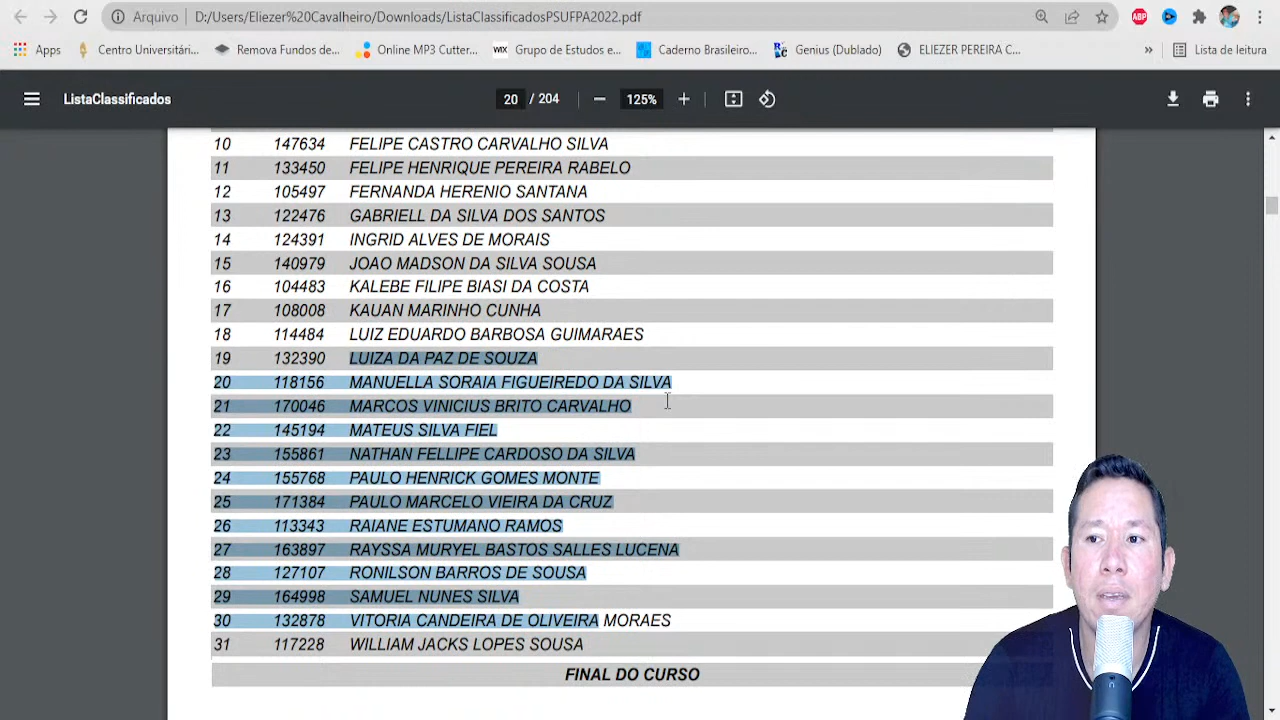 Arquivo D:/Users/Eliezer%20Cavalheiro/Downloads/ListaClassificadosPSUFPA2022.pdf
Apps Centro Universitári... Remova Fundos de... Online MP3 Cutter... WIX Grupo de Estudos e... Caderno Brasileiro... Genius (Dublado) ELIEZER PEREIRA C... » Lista de leitura
ListaClassificados 20 / 204 125%
10 147634 FELIPE CASTRO CARVALHO SILVA
11 133450 FELIPE HENRIQUE PEREIRA RABELO
12 105497 FERNANDA HERENIO SANTANA
13 122476 GABRIELL DA SILVA DOS SANTOS
14 124391 INGRID ALVES DE MORAIS
15 140979 JOAO MADSON DA SILVA SOUSA
16 104483 KALEBE FILIPE BIASI DA COSTA
17 108008 KAUAN MARINHO CUNHA
18 114484 LUIZ EDUARDO BARBOSA GUIMARAES
19 132390 LUIZA DA PAZ DE SOUZA
20 118156 MANUELLA SORAIA FIGUEIREDO DA SILVA
21 170046 MARCOS VINICIUS BRITO CARVALHO
22 145194 MATEUS SILVA FIEL
23 155861 NATHAN FELLIPE CARDOSO DA SILVA
24 155768 PAULO HENRICK GOMES MONTE
25 171384 PAULO MARCELO VIEIRA DA CRUZ
26 113343 RAIANE ESTUMANO RAMOS
27 163897 RAYSSA MURYEL BASTOS SALLES LUCENA
28 127107 RONILSON BARROS DE SOUSA
29 164998 SAMUEL NUNES SILVA
30 132878 VITORIA CANDEIRA DE OLIVEIRA MORAES
31 117228 WILLIAM JACKS LOPES SOUSA
FINAL DO CURSO